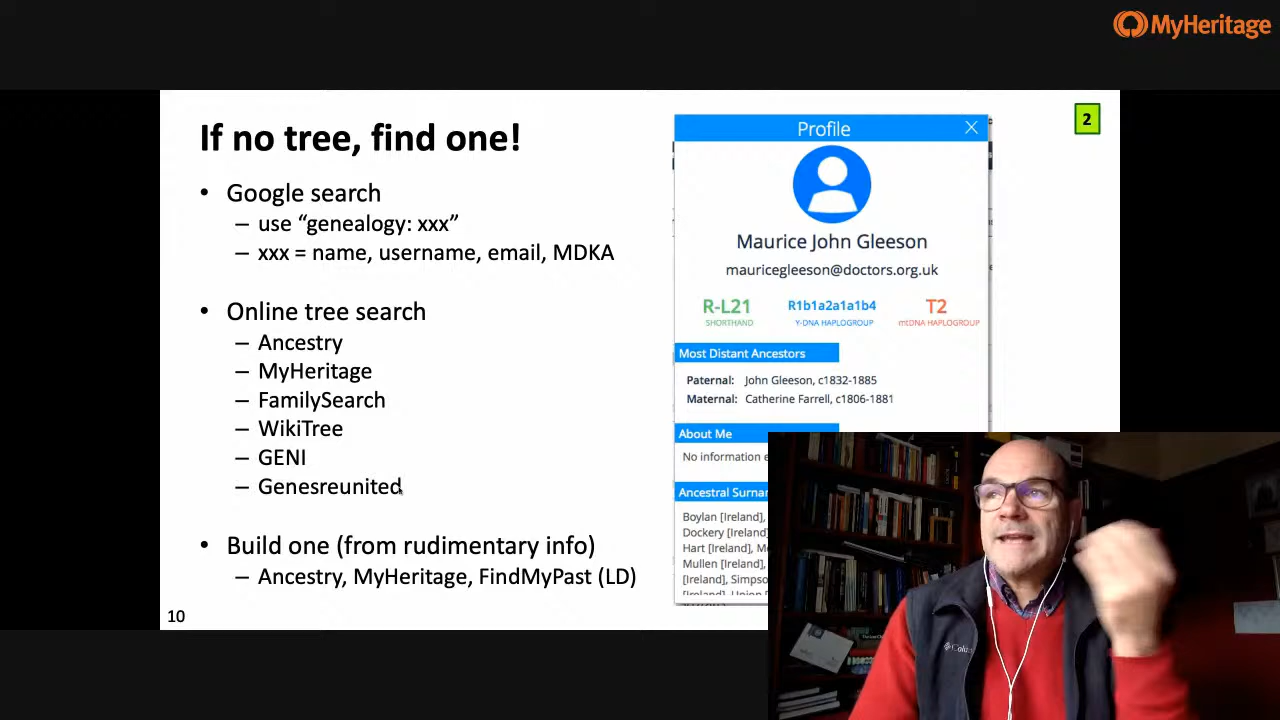 MyHeritage
If no tree, find one!
2
• Google search
– use “genealogy: xxx”
– xxx = name, username, email, MDKA
• Online tree search
– Ancestry
– MyHeritage
– FamilySearch
– WikiTree
– GENI
– Genesreunited
• Build one (from rudimentary info)
– Ancestry, MyHeritage, FindMyPast (LD)
10
Profile
Maurice John Gleeson
mauricegleeson@doctors.org.uk
R-L21 R1b1a2a1a1b4 T2
SHORTHAND Y-DNA HAPLOGROUP mtDNA HAPLOGROUP
Most Distant Ancestors
Paternal: John Gleeson, c1832-1885
Maternal: Catherine Farrell, c1806-1881
About Me
No information
Ancestral
Boylan [Ireland],
Dockery [Ireland]
Hart [Ireland],
Mullen [Ireland],
[Ireland],
Columbia